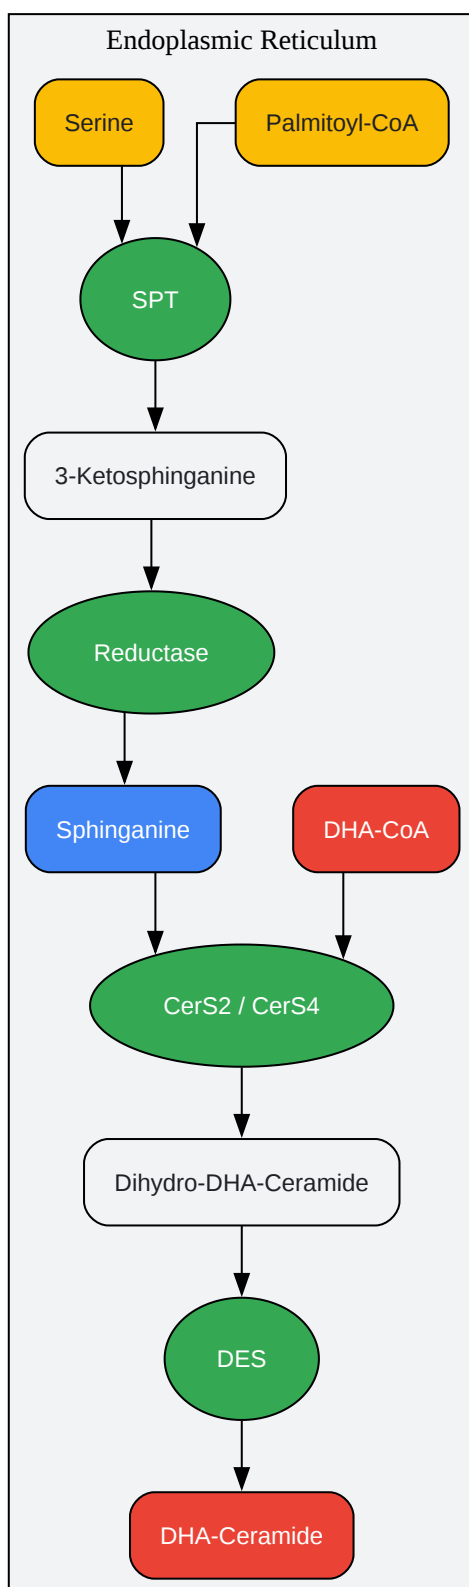 Endoplasmic Reticulum
Serine
Palmitoyl-CoA
SPT
3-Ketosphinganine
Reductase
Sphinganine
DHA-CoA
CerS2 / CerS4
Dihydro-DHA-Ceramide
DES
DHA-Ceramide